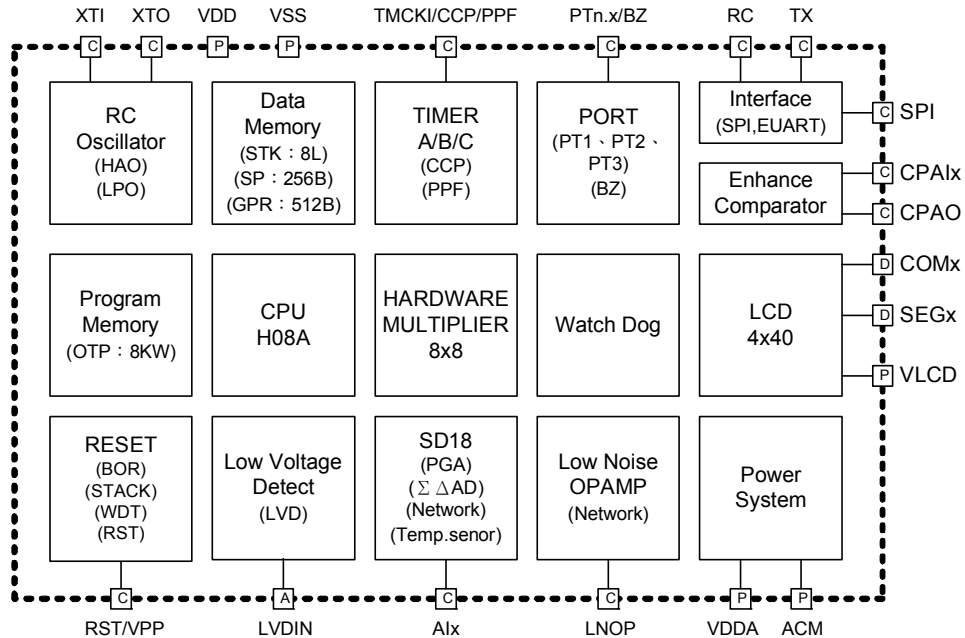 XTI XTO VDD VSS TMCKI/CCP/PPF PTn.x/BZ RC TX
C C P P C C C C
RC
Oscillator
(HAO)
(LPO)
Data
Memory
(STK：8L)
(SP：256B)
(GPR：512B)
TIMER
A/B/C
(CCP)
(PPF)
PORT
(PT1、PT2、
PT3)
(BZ)
Interface
(SPI,EUART)
C SPI
Enhance
Comparator
C CPAIx
C CPAO
Program
Memory
(OTP：8KW)
CPU
H08A
HARDWARE
MULTIPLIER
8x8
Watch Dog
LCD
4x40
D COMx
D SEGx
P VLCD
RESET
(BOR)
(STACK)
(WDT)
(RST)
Low Voltage
Detect
(LVD)
SD18
(PGA)
(ΣΔAD)
(Network)
(Temp.senor)
Low Noise
OPAMP
(Network)
Power
System
C A C C P P
RST/VPP LVDIN AIx LNOP VDDA ACM